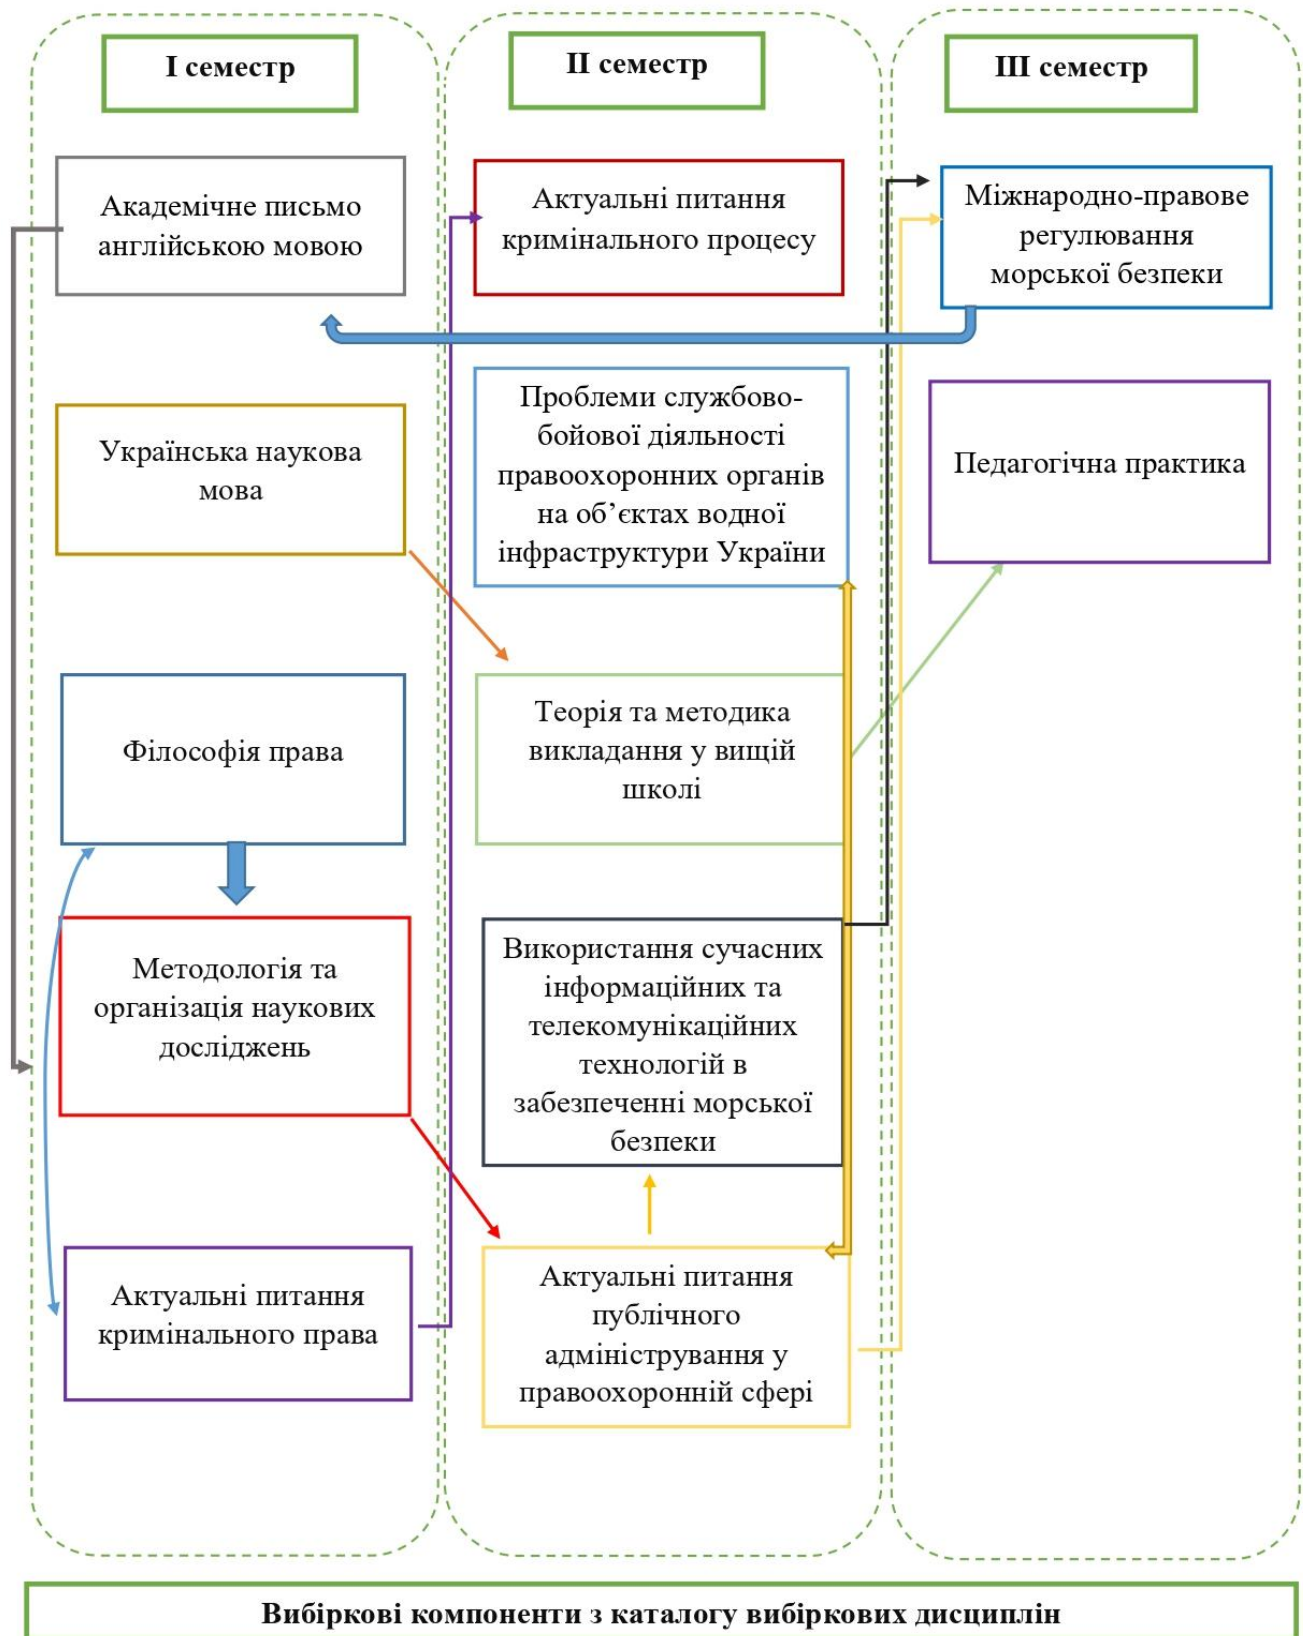 I семестр
Академічне письмо
англійською мовою
Українська наукова
мова
Філософія права
Методологія та
організація наукових
досліджень
Актуальні питання
кримінального права
II семестр
Актуальні питання
кримінального процесу
Проблеми службово-
бойової діяльності
правоохоронних органів
на об’єктах водної
інфраструктури України
Теорія та методика
викладання у вищій
школі
Використання сучасних
інформаційних та
телекомунікаційних
технологій в
забезпеченні морської
безпеки
Актуальні питання
публічного
адміністрування у
правоохоронній сфері
III семестр
Міжнародно-правове
регулювання
морської безпеки
Педагогічна практика
Вибіркові компоненти з каталогу вибіркових дисциплін